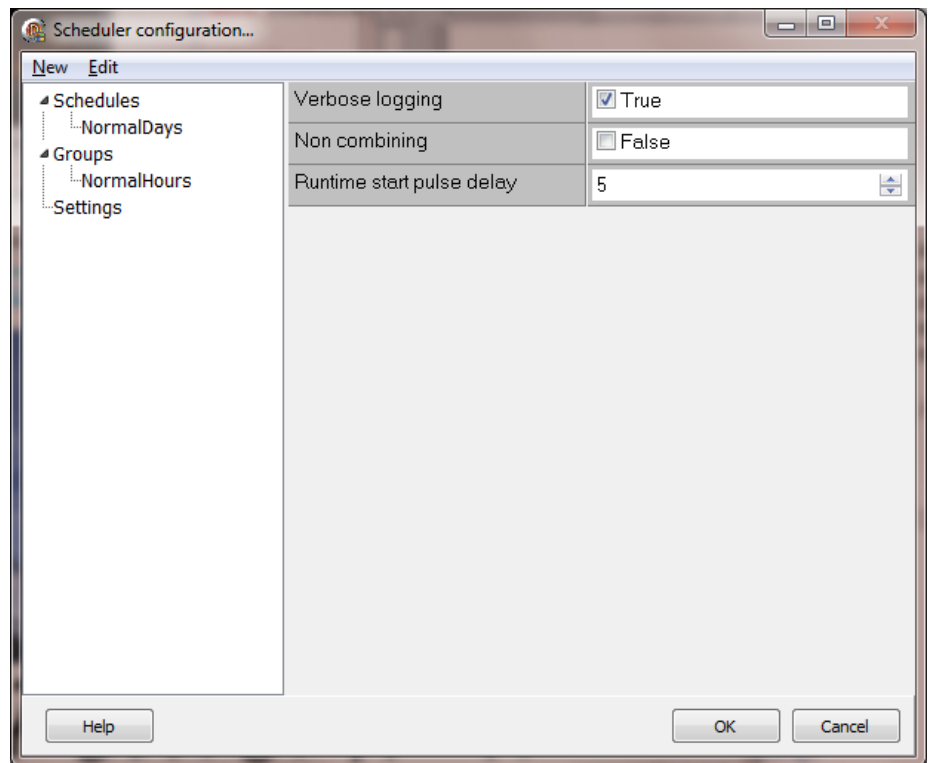 Scheduler configuration...
New Edit
Schedules
NormalDays
Groups
NormalHours
Settings
Verbose logging True
Non combining False
Runtime start pulse delay 5
Help OK Cancel